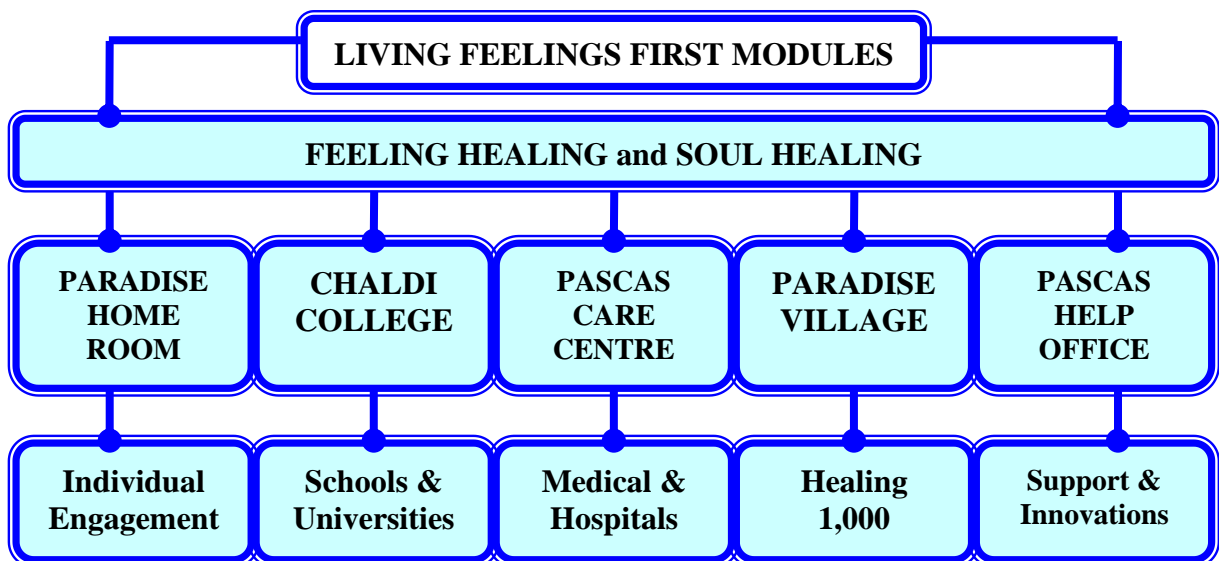 LIVING FEELINGS FIRST MODULES
FEELING HEALING and SOUL HEALING
PARADISE
HOME
ROOM
CHALDI
COLLEGE
PASCAS
CARE
CENTRE
PARADISE
VILLAGE
PASCAS
HELP
OFFICE
Individual
Engagement
Schools &
Universities
Medical &
Hospitals
Healing
1,000
Support &
Innovations